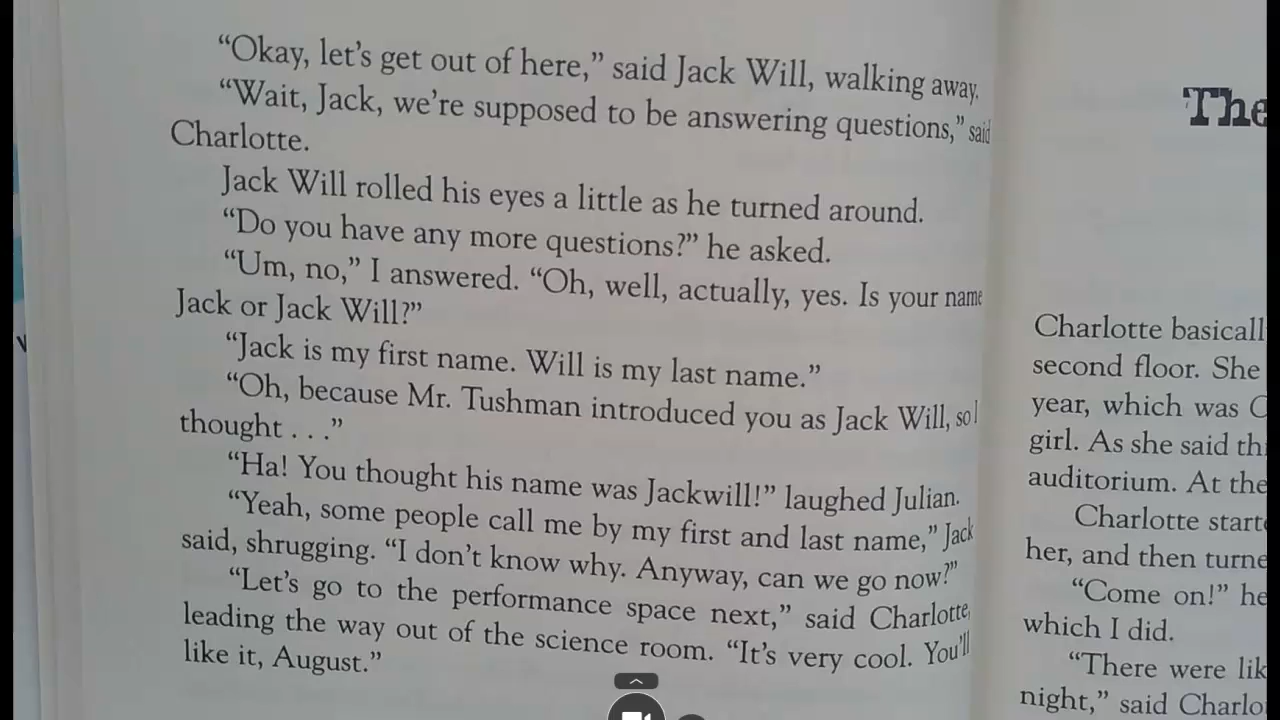 “Okay, let’s get out of here,” said Jack Will, walking away.
“Wait, Jack, we’re supposed to be answering questions,” said
Charlotte.
Jack Will rolled his eyes a little as he turned around.
“Do you have any more questions?” he asked.
“Um, no,” I answered. “Oh, well, actually, yes. Is your name
Jack or Jack Will?”
“Jack is my first name. Will is my last name.”
“Oh, because Mr. Tushman introduced you as Jack Will, so I
thought . . .”
“Ha! You thought his name was Jackwill!” laughed Julian.
“Yeah, some people call me by my first and last name,” Jack
said, shrugging. “I don’t know why. Anyway, can we go now?”
“Let’s go to the performance space next,” said Charlotte,
leading the way out of the science room. “It’s very cool. You’ll
like it, August.”
The
Charlotte
second floor. She
year, which was
girl. As she said
auditorium. At the
Charlotte
her, and then
“Come on!” he
which I did.
“There were
night,” said